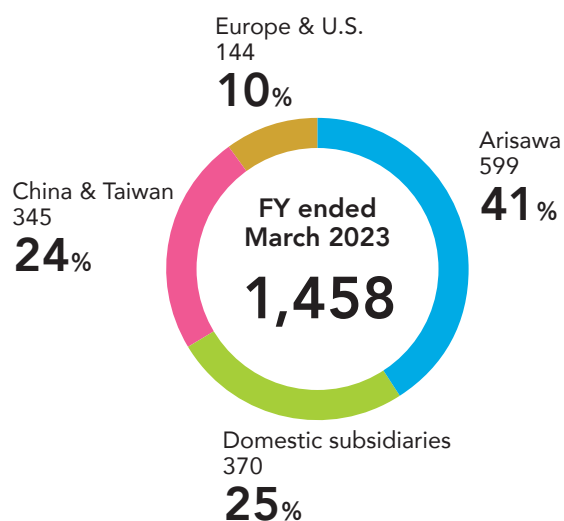 Europe & U.S.
144
10%
Arisawa
599
41%
China & Taiwan
345
24%
FY ended
March 2023
1,458
Domestic subsidiaries
370
25%